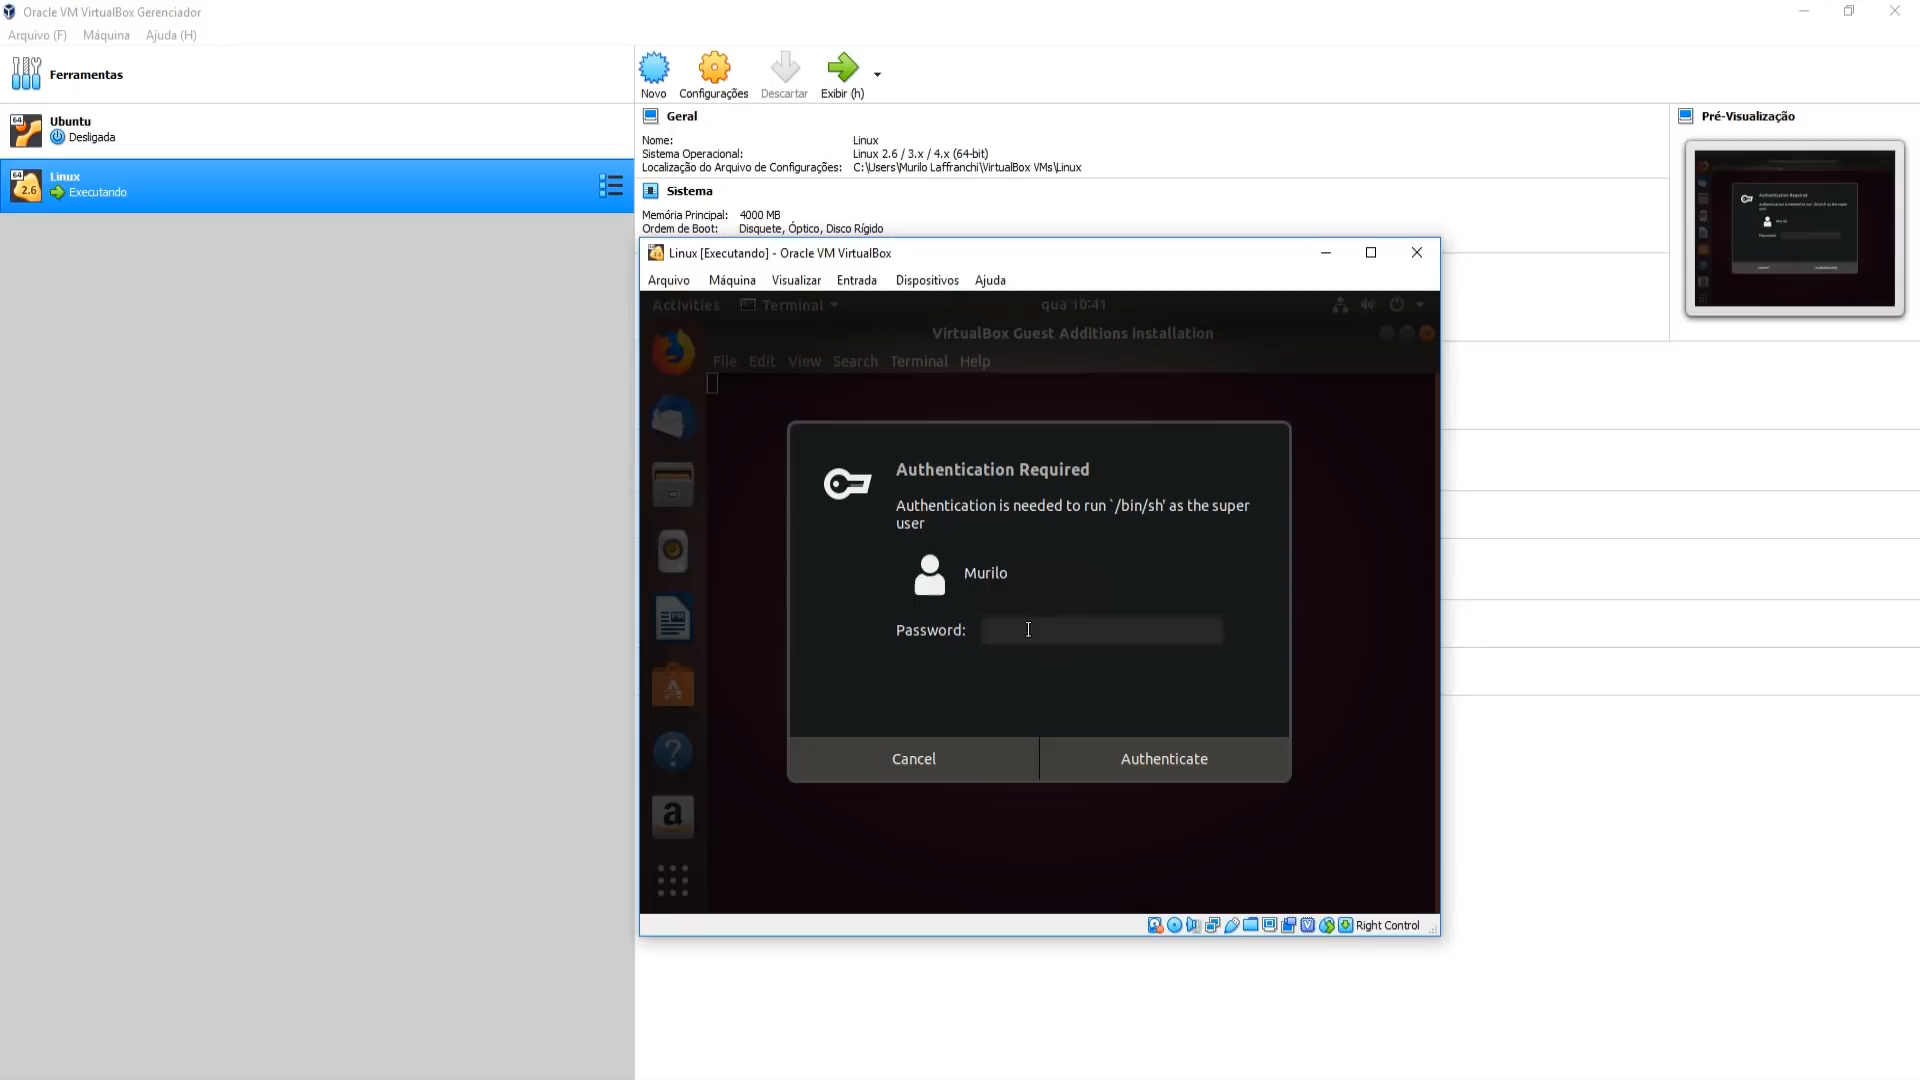 Oracle VM VirtualBox Gerenciador
Arquivo (F) Máquina Ajuda (H)
Ferramentas
Ubuntu
Desligada
Linux
Executando
Novo Configurações Descartar Exibir (h)
Geral
Nome: Linux
Sistema Operacional: Linux 2.6 / 3.x / 4.x (64-bit)
Localização do Arquivo de Configurações: C:\Users\Murilo Laffranchi\VirtualBox VMs\Linux
Sistema
Memória Principal: 4000 MB
Ordem de Boot: Disquete, Óptico, Disco Rígido
Pré-Visualização
Linux [Executando] - Oracle VM VirtualBox
Arquivo Máquina Visualizar Entrada Dispositivos Ajuda
Activities Terminal qua 10:41
VirtualBox Guest Additions installation
File Edit View Search Terminal Help
Authentication Required
Authentication is needed to run `/bin/sh' as the super
user
Murilo
Password:
Cancel Authenticate
Right Control